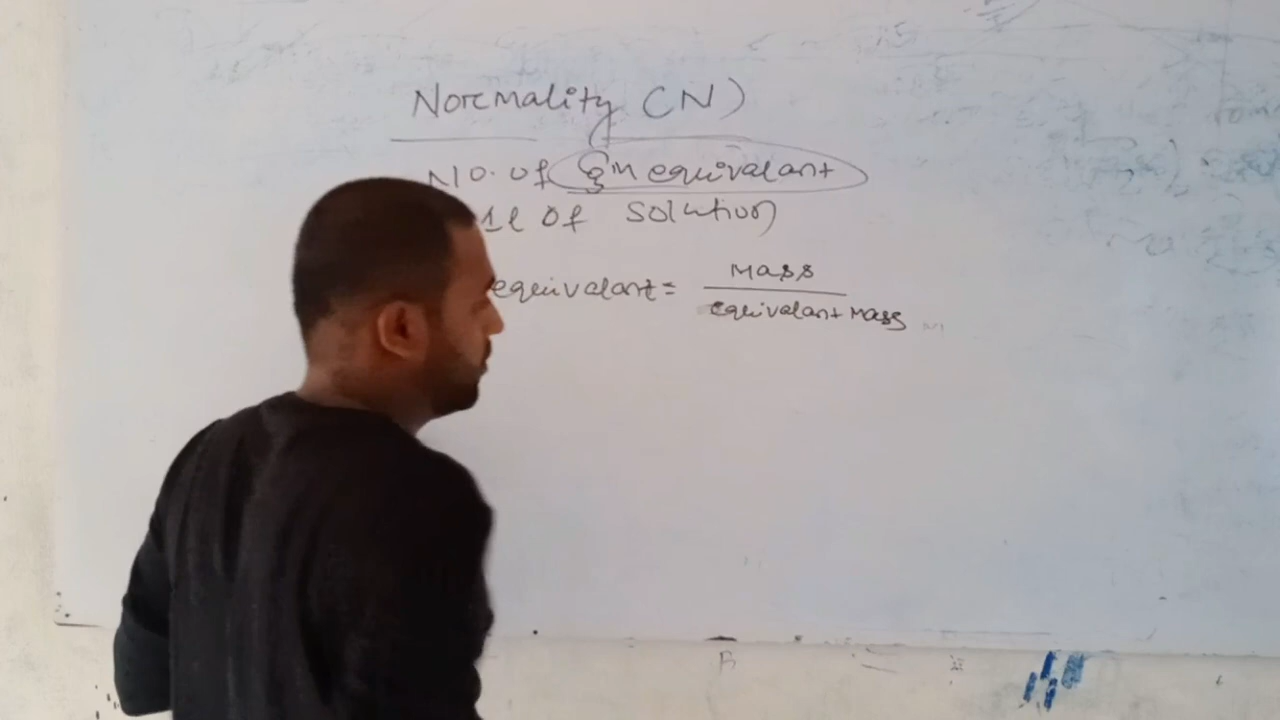 Normality (N)
No. of gm equivalant
1l of solution
equivalant = Mass
equivalant Mass